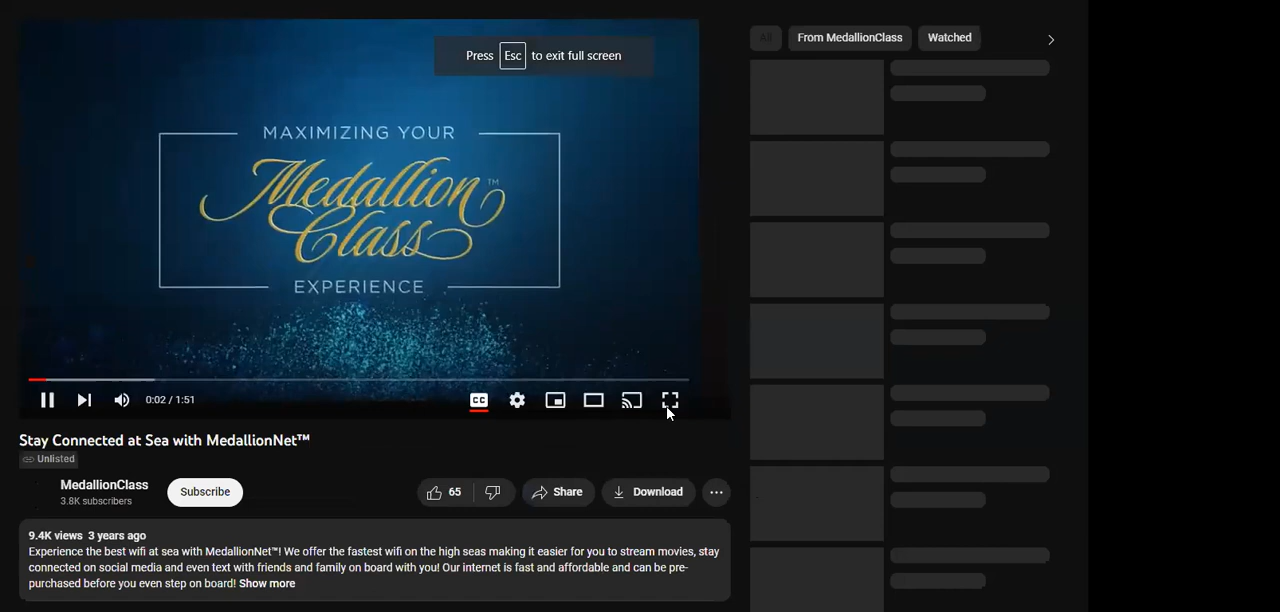 Press Esc to exit full screen
MAXIMIZING YOUR
Medallion™
Class
EXPERIENCE
0:02 / 1:51
CC
Stay Connected at Sea with MedallionNet™
Unlisted
MedallionClass
3.8K subscribers
Subscribe
65
Share
Download
9.4K views 3 years ago
Experience the best wifi at sea with MedallionNet™! We offer the fastest wifi on the high seas making it easier for you to stream movies, stay
connected on social media and even text with friends and family on board with you! Our internet is fast and affordable and can be pre-
purchased before you even step on board! Show more
All
From MedallionClass
Watched